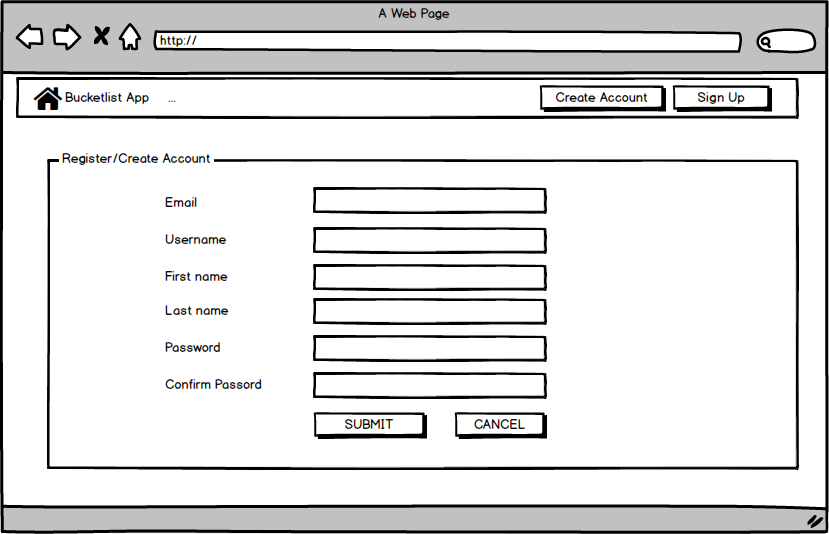 A Web Page
http://
Bucketlist App ... Create Account Sign Up
Register/Create Account
Email
Username
First name
Last name
Password
Confirm Passord
SUBMIT CANCEL